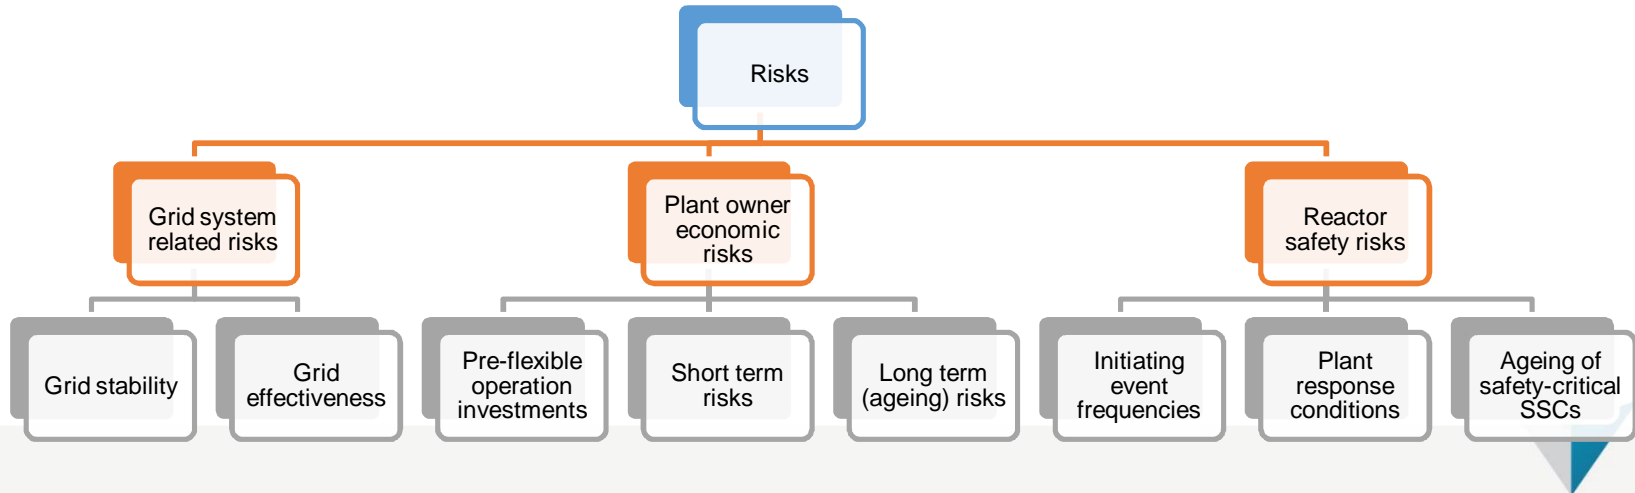 Risks
Grid system
related risks
Plant owner
economic
risks
Reactor
safety risks
Grid stability
Grid
effectiveness
Pre-flexible
operation
investments
Short term
risks
Long term
(ageing) risks
Initiating
event
frequencies
Plant
response
conditions
Ageing of
safety-critical
SSCs